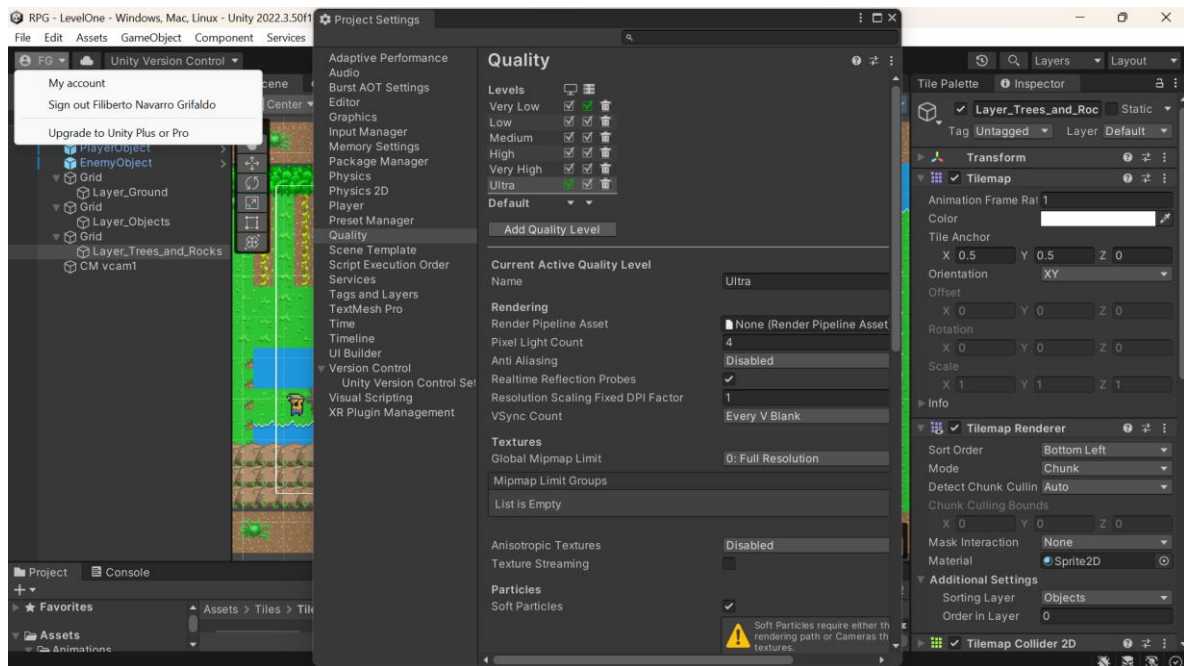 RPG - LevelOne - Windows, Mac, Linux - Unity 2022.3.50f1
File Edit Assets GameObject Component Services
FG Unity Version Control
My account
Sign out Filiberto Navarro Grifaldo
Upgrade to Unity Plus or Pro
Center
PlayerObject
EnemyObject
Grid
Layer_Ground
Grid
Layer_Objects
Grid
Layer_Trees_and_Rocks
CM vcam1
Project Console
Favorites
Assets
Animations
Assets > Tiles >
Project Settings
Adaptive Performance
Audio
Burst AOT Settings
Editor
Graphics
Input Manager
Memory Settings
Package Manager
Physics
Physics 2D
Player
Preset Manager
Quality
Scene Template
Script Execution Order
Services
Tags and Layers
TextMesh Pro
Time
Timeline
UI Builder
Version Control
Unity Version Control Set
Visual Scripting
XR Plugin Management
Quality
Levels
Very Low
Low
Medium
High
Very High
Ultra
Default
Add Quality Level
Current Active Quality Level
Name Ultra
Rendering
Render Pipeline Asset None (Render Pipeline Asset
Pixel Light Count 4
Anti Aliasing Disabled
Realtime Reflection Probes
Resolution Scaling Fixed DPI Factor 1
VSync Count Every V Blank
Textures
Global Mipmap Limit 0: Full Resolution
Mipmap Limit Groups
List is Empty
Anisotropic Textures Disabled
Texture Streaming
Particles
Soft Particles
Soft Particles require either th
rendering path or Cameras th
textures.
Layers Layout
Tile Palette Inspector
Layer_Trees_and_Roc Static
Tag Untagged Layer Default
Transform
Tilemap
Animation Frame Rat 1
Color
Tile Anchor
X 0.5 Y 0.5 Z 0
Orientation XY
Offset
X 0 Y 0 Z 0
Rotation
X 0 Y 0 Z 0
Scale
X 1 Y 1 Z 1
Info
Tilemap Renderer
Sort Order Bottom Left
Mode Chunk
Detect Chunk Cullin Auto
Chunk Culling Bounds
X 0 Y 0 Z 0
Mask Interaction None
Material Sprite2D
Additional Settings
Sorting Layer Objects
Order in Layer 0
Tilemap Collider 2D